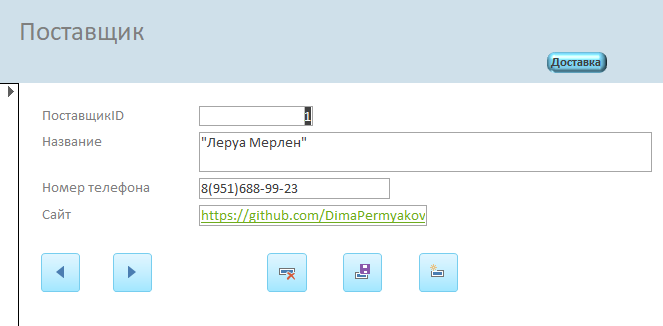 Поставщик
Доставка
ПоставщикID
1
Название
"Леруа Мерлен"
Номер телефона
8(951)688-99-23
Сайт
https://github.com/DimaPermyakov